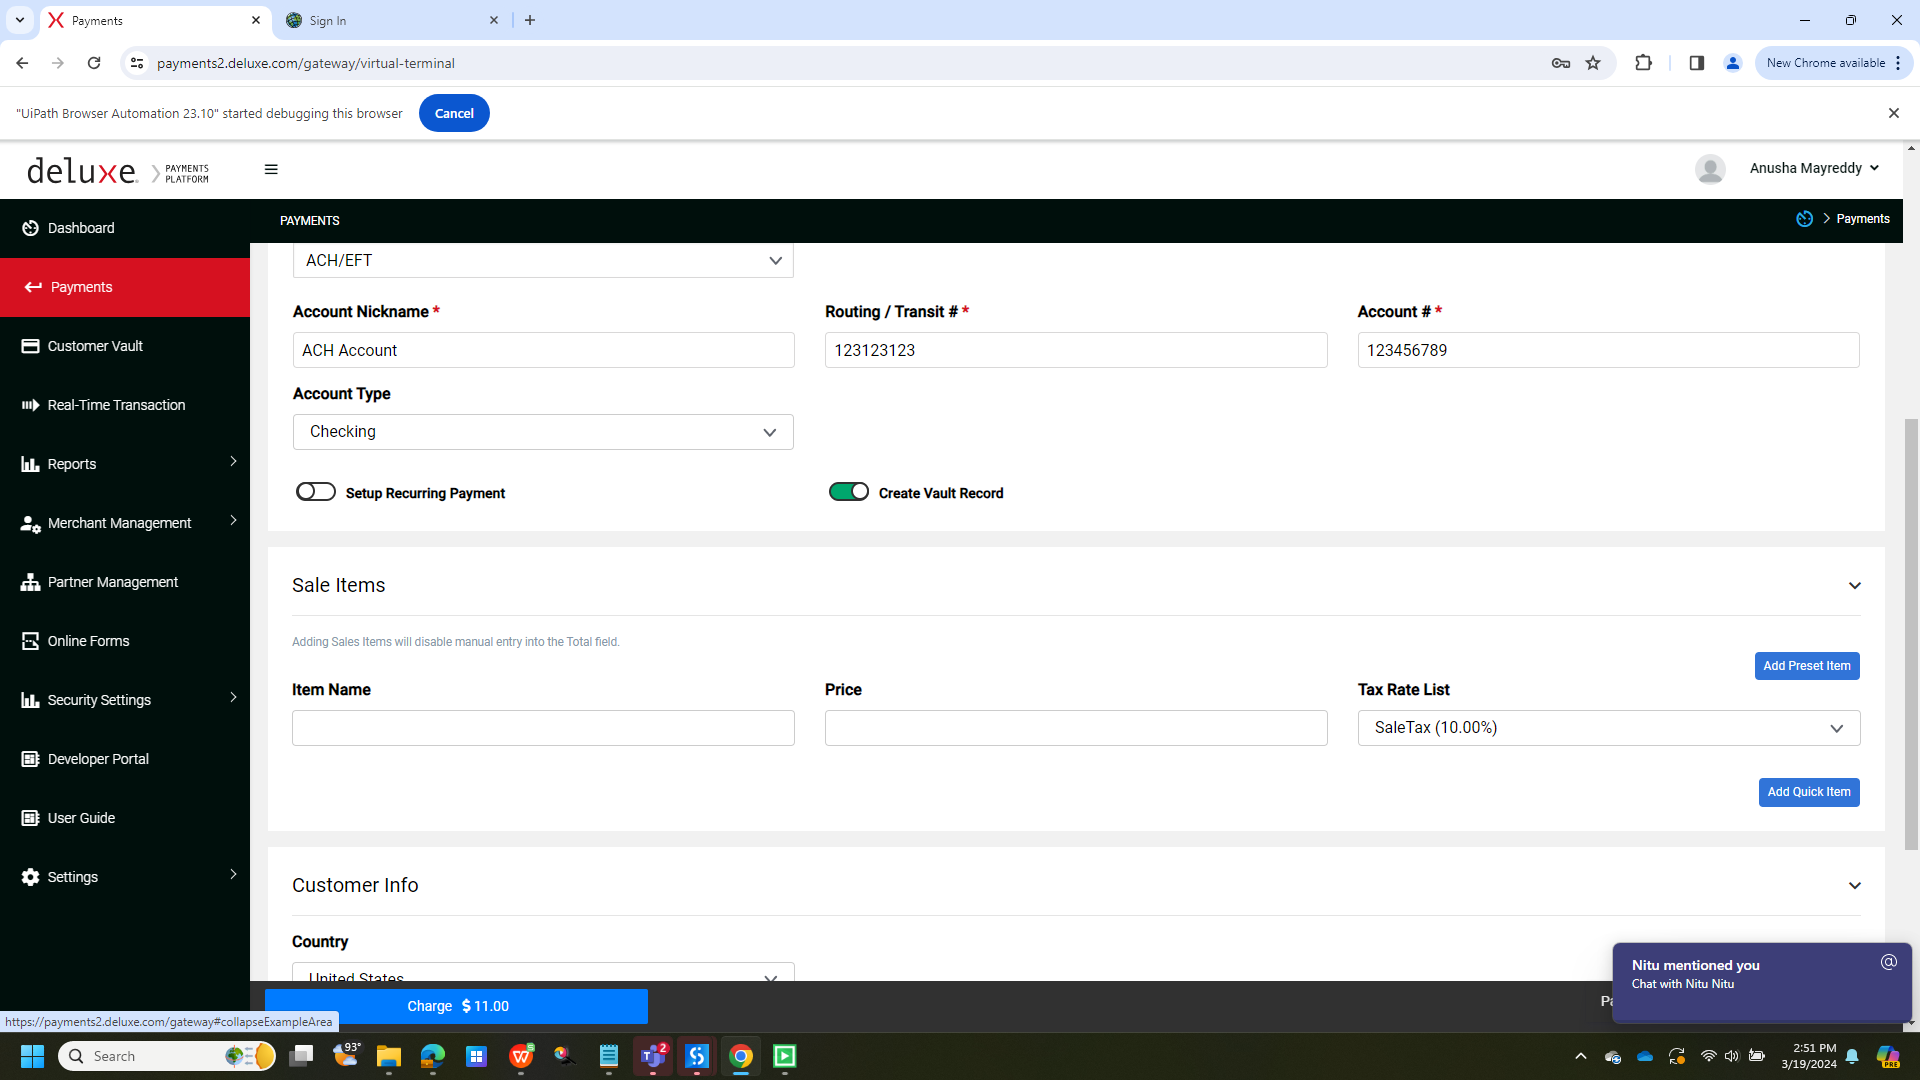 Payments
Sign In
payments2.deluxe.com/gateway/virtual-terminal
New Chrome available
"UiPath Browser Automation 23.10" started debugging this browser
Cancel
deluxe.
PAYMENTS
PLATFORM
Anusha Mayreddy
Dashboard
PAYMENTS
Payments
Payments
ACH/EFT
Account Nickname *
Routing / Transit # *
Account # *
ACH Account
123123123
123456789
Customer Vault
Account Type
Real-Time Transaction
Checking
Reports
Setup Recurring Payment
Create Vault Record
Merchant Management
Partner Management
Sale Items
Online Forms
Adding Sales Items will disable manual entry into the Total field.
Add Preset Item
Item Name
Price
Tax Rate List
Security Settings
SaleTax (10.00%)
Developer Portal
Add Quick Item
User Guide
Settings
Customer Info
Country
United States
Nitu mentioned you
@
Chat with Nitu Nitu
Charge $ 11.00
Pa
https://payments2.deluxe.com/gateway#collapseExampleArea
Search
93°
2
2:51 PM
3/19/2024
PRE